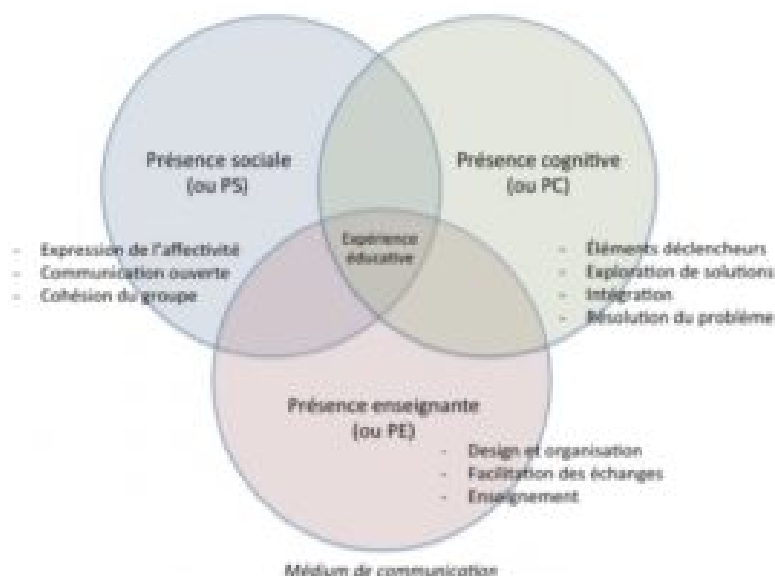 Présence sociale
(ou PS)
Présence cognitive
(ou PC)
Expérience
éducative
- Expression de l'affectivité
- Communication ouverte
- Cohésion du groupe
- Éléments déclencheurs
- Exploration de solutions
- Intégration
- Résolution du problème
Présence enseignante
(ou PE)
- Design et organisation
- Facilitation des échanges
- Enseignement
Médium de communication